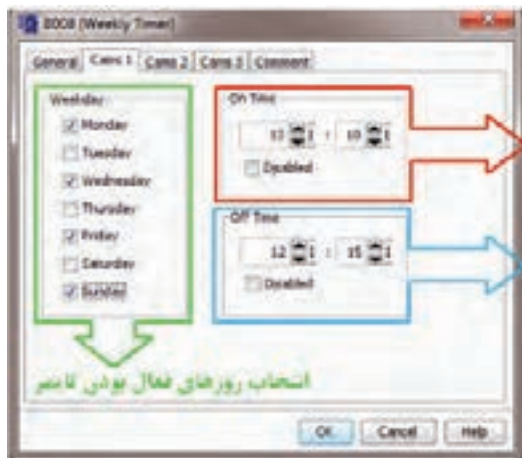 B008 [Weekly Timer]
General Cams 1 Cams 2 Cams 3 Comment
Weekday
Monday
Tuesday
Wednesday
Thursday
Friday
Saturday
Sunday
On Time
: 10
Disabled
Off Time
12 : 15
Disabled
انتخاب روزهای فعال بودن تایمر
OK Cancel Help